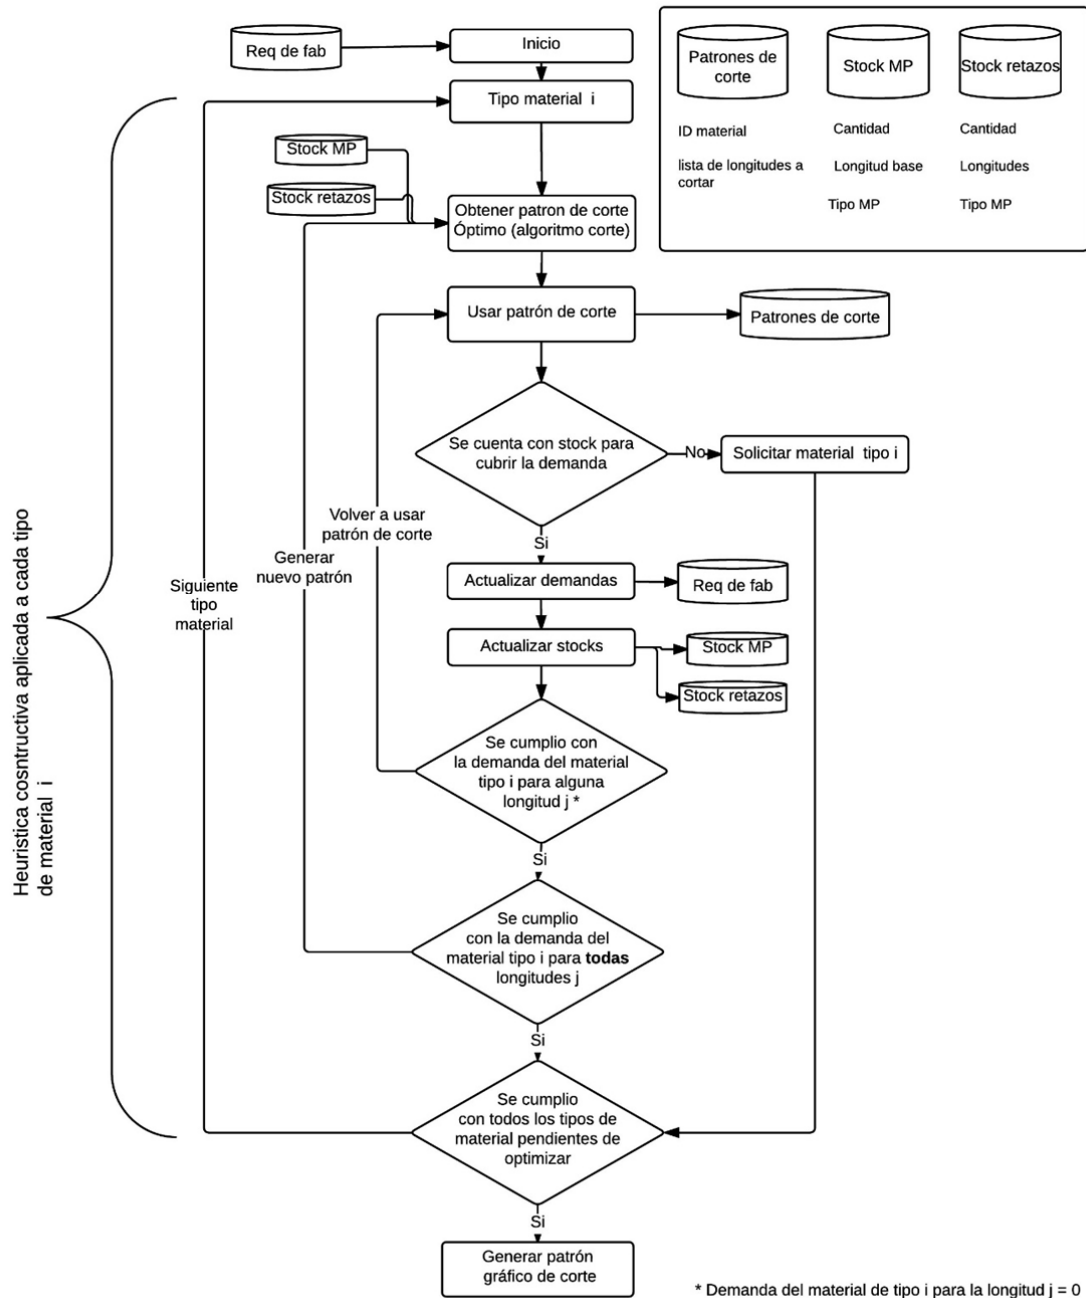 Req de fab
Inicio
Patrones de
corte
Stock MP
Stock retazos
ID material
Cantidad
Cantidad
lista de longitudes a
cortar
Longitud base
Longitudes
Tipo MP
Tipo MP
Tipo material i
Stock MP
Stock retazos
Obtener patron de corte
Óptimo (algoritmo corte)
Usar patrón de corte
Patrones de corte
Se cuenta con stock para
cubrir la demanda
No
Solicitar material tipo i
Volver a usar
patrón de corte
Si
Generar
nuevo patrón
Siguiente
tipo
material
Heuristica cosntructiva aplicada a cada tipo
de material i
Actualizar demandas
Req de fab
Actualizar stocks
Stock MP
Stock retazos
Se cumplio con
la demanda del material
tipo i para alguna
longitud j *
Si
Se cumplio
con la demanda del
material tipo i para todas
longitudes j
Si
Se cumplio
con todos los tipos de
material pendientes de
optimizar
Si
Generar patrón
gráfico de corte
* Demanda del material de tipo i para la longitud j = 0